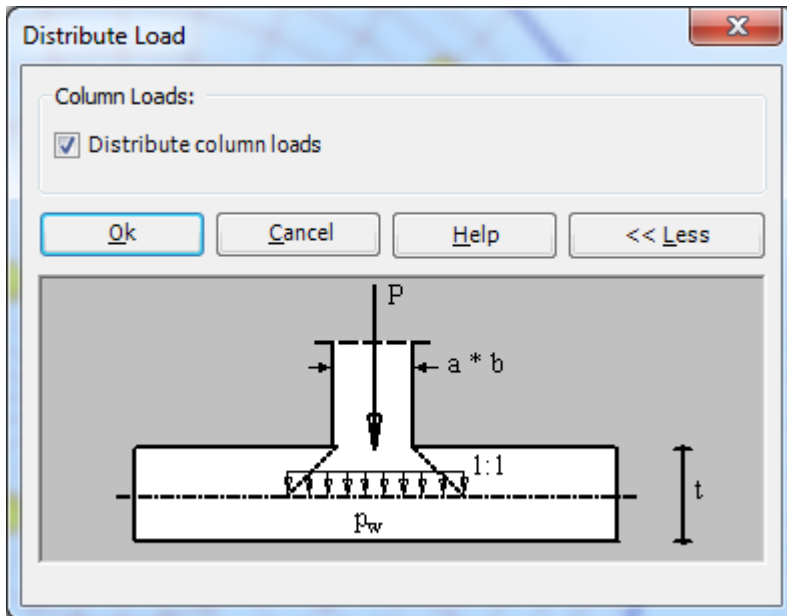 Distribute Load
Column Loads:
Distribute column loads
Ok Cancel Help << Less
P
a * b
1:1
t
pw